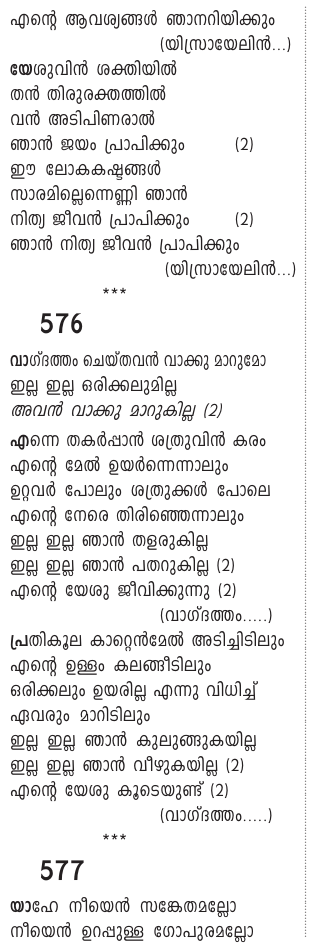 എന്റെ ആവശ്യങ്ങൾ ഞാനറിയിക്കും
(യിസ്രായേലിൻ...)
യേശുവിൻ ശക്തിയിൽ
തൻ തിരുരക്തത്തിൽ
വൻ അടിപിണരാൽ
ഞാൻ ജയം പ്രാപിക്കും (2)
ഈ ലോകകഷ്ടങ്ങൾ
സാരമില്ലെന്നെണ്ണി ഞാൻ
നിത്യ ജീവൻ പ്രാപിക്കും (2)
ഞാൻ നിത്യ ജീവൻ പ്രാപിക്കും
(യിസ്രായേലിൻ...)
***
576
വാഗ്ദത്തം ചെയ്തവൻ വാക്കു മാറുമോ
ഇല്ല ഇല്ല ഒരിക്കലുമില്ല
അവൻ വാക്കു മാറുകില്ല (2)
എന്നെ തകർപ്പാൻ ശത്രുവിൻ കരം
എന്റെ മേൽ ഉയർന്നെന്നാലും
ഉറ്റവർ പോലും ശത്രുക്കൾ പോലെ
എന്റെ നേരെ തിരിഞ്ഞെന്നാലും
ഇല്ല ഇല്ല ഞാൻ തളരുകില്ല
ഇല്ല ഇല്ല ഞാൻ പതറുകില്ല (2)
എന്റെ യേശു ജീവിക്കുന്നു (2)
(വാഗ്ദത്തം.....)
പ്രതികൂല കാറ്റെൻമേൽ അടിച്ചിടിലും
എന്റെ ഉള്ളം കലങ്ങീടിലും
ഒരിക്കലും ഉയരില്ല എന്നു വിധിച്ച്
ഏവരും മാറിടിലും
ഇല്ല ഇല്ല ഞാൻ കുലുങ്ങുകയില്ല
ഇല്ല ഇല്ല ഞാൻ വീഴുകയില്ല (2)
എന്റെ യേശു കൂടെയുണ്ട് (2)
(വാഗ്ദത്തം.....)
***
577
യാഹേ നീയെൻ സങ്കേതമല്ലോ
നീയെൻ ഉറപ്പുള്ള ഗോപുരമല്ലോ